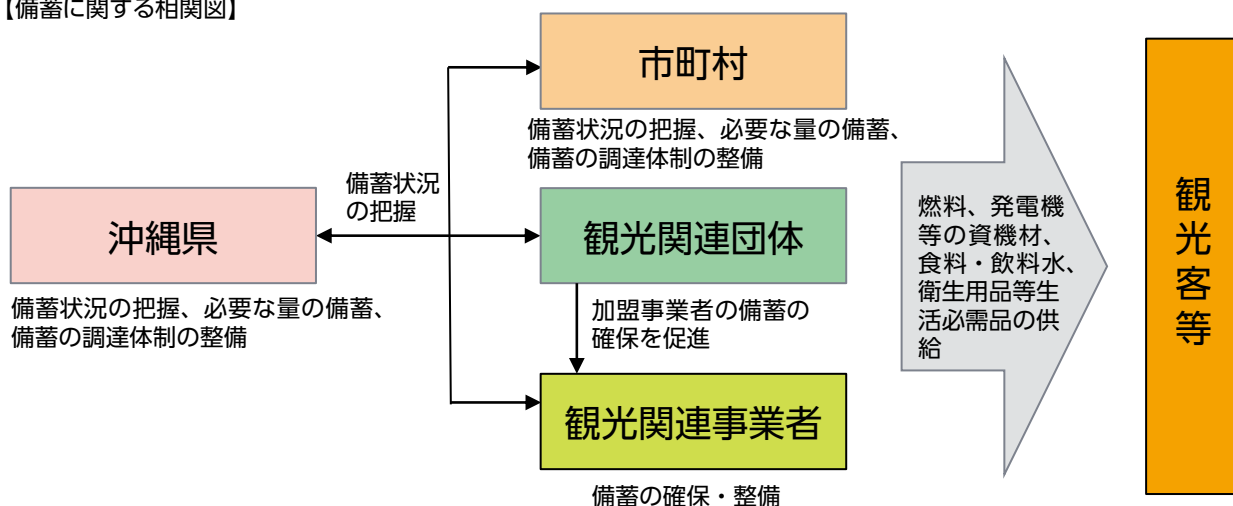 【備蓄に関する相関図】
市町村
備蓄状況の把握、必要な量の備蓄、
備蓄の調達体制の整備
備蓄状況
の把握
沖縄県
備蓄状況の把握、必要な量の備蓄、
備蓄の調達体制の整備
観光関連団体
加盟事業者の備蓄の
確保を促進
観光関連事業者
備蓄の確保・整備
燃料、発電機
等の資機材、
食料・飲料水、
衛生用品等生
活必需品の供
給
観光客等